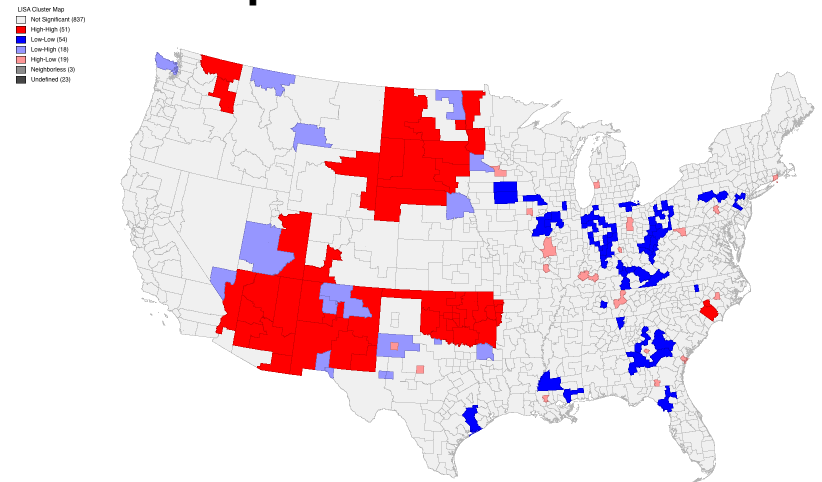 LISA Cluster Map
Not Significant (837)
High-High (51)
Low-Low (54)
Low-High (18)
High-Low (19)
Neighborless (3)
Undefined (23)